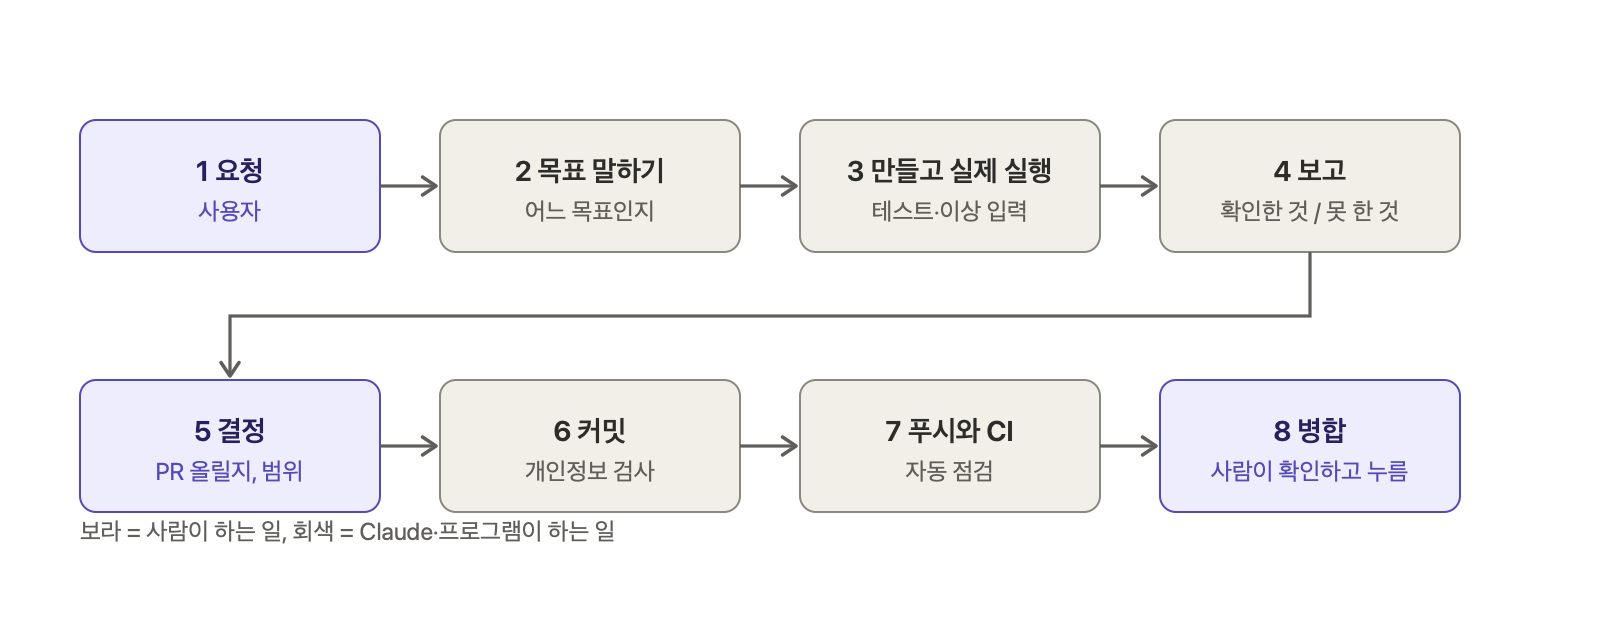 1 요청
사용자
2 목표 말하기
어느 목표인지
3 만들고 실제 실행
테스트·이상 입력
4 보고
확인한 것 / 못 한 것
5 결정
PR 올릴지, 범위
6 커밋
개인정보 검사
7 푸시와 CI
자동 점검
8 병합
사람이 확인하고 누름
보라 = 사람이 하는 일, 회색 = Claude·프로그램이 하는 일